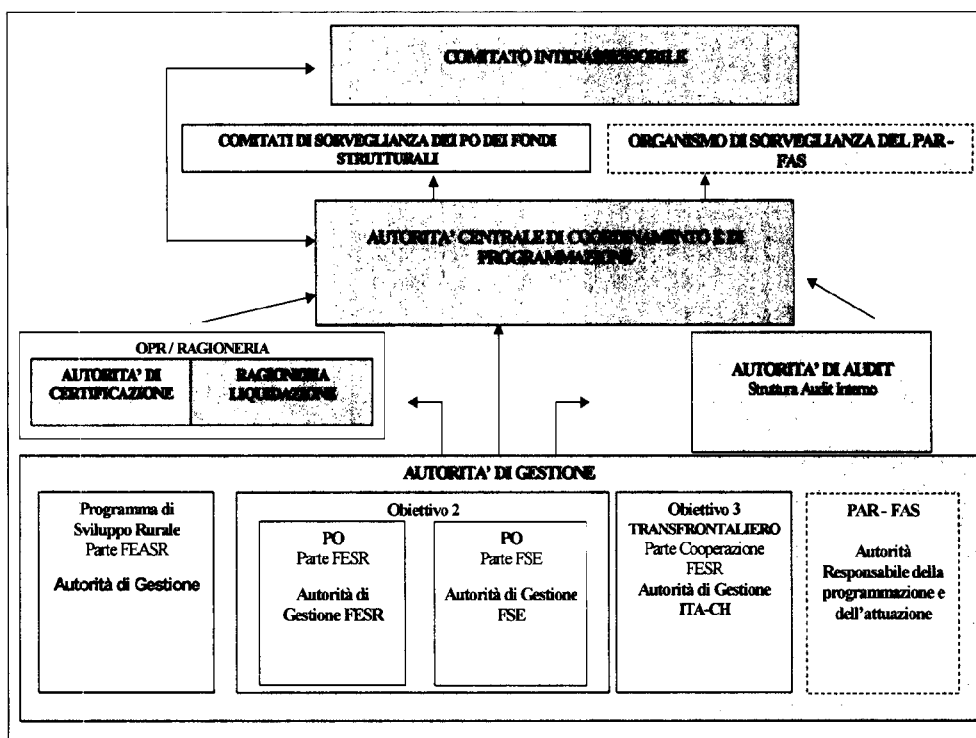 COMITATO INTERASSESSORILE
COMITATI DI SORVEGLIANZA DEI PO DEI FONDI
STRUTTURALI
ORGANISMO DI SORVEGLIANZA DEL PAR -
FAS
AUTORITA' CENTRALE DI COORDINAMENTO E DI
PROGRAMMAZIONE
OPR / RAGIONERIA
AUTORITA' DI
CERTIFICAZIONE
RAGIONERIA
LIQUIDAZIONE
AUTORITA' DI AUDIT
Struttura Audit Interno
AUTORITA' DI GESTIONE
Programma di
Sviluppo Rurale
Parte FEASR
Autorità di Gestione
Obiettivo 2
PO
Parte FESR
Autorità di
Gestione FESR
PO
Parte FSE
Autorità di Gestione
FSE
Obiettivo 3
TRANSFRONTALIERO
Parte Cooperazione
FESR
Autorità di Gestione
ITA-CH
PAR - FAS
Autorità
Responsabile della
programmazione e
dell'attuazione